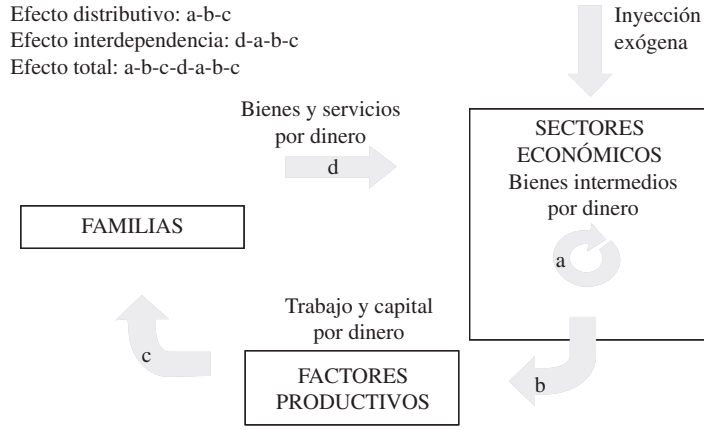 Efecto distributivo: a-b-c
Efecto interdependencia: d-a-b-c
Efecto total: a-b-c-d-a-b-c
Inyección
exógena
Bienes y servicios
por dinero
d
SECTORES
ECONÓMICOS
Bienes intermedios
por dinero
a
FAMILIAS
Trabajo y capital
por dinero
c
FACTORES
PRODUCTIVOS
b